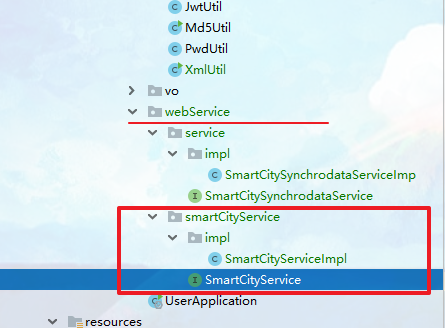 JwtUtil
Md5Util
PwdUtil
XmlUtil
vo
webService
service
impl
SmartCitySynchrodataServiceImp
SmartCitySynchrodataService
smartCityService
impl
SmartCityServiceImpl
SmartCityService
UserApplication
resources